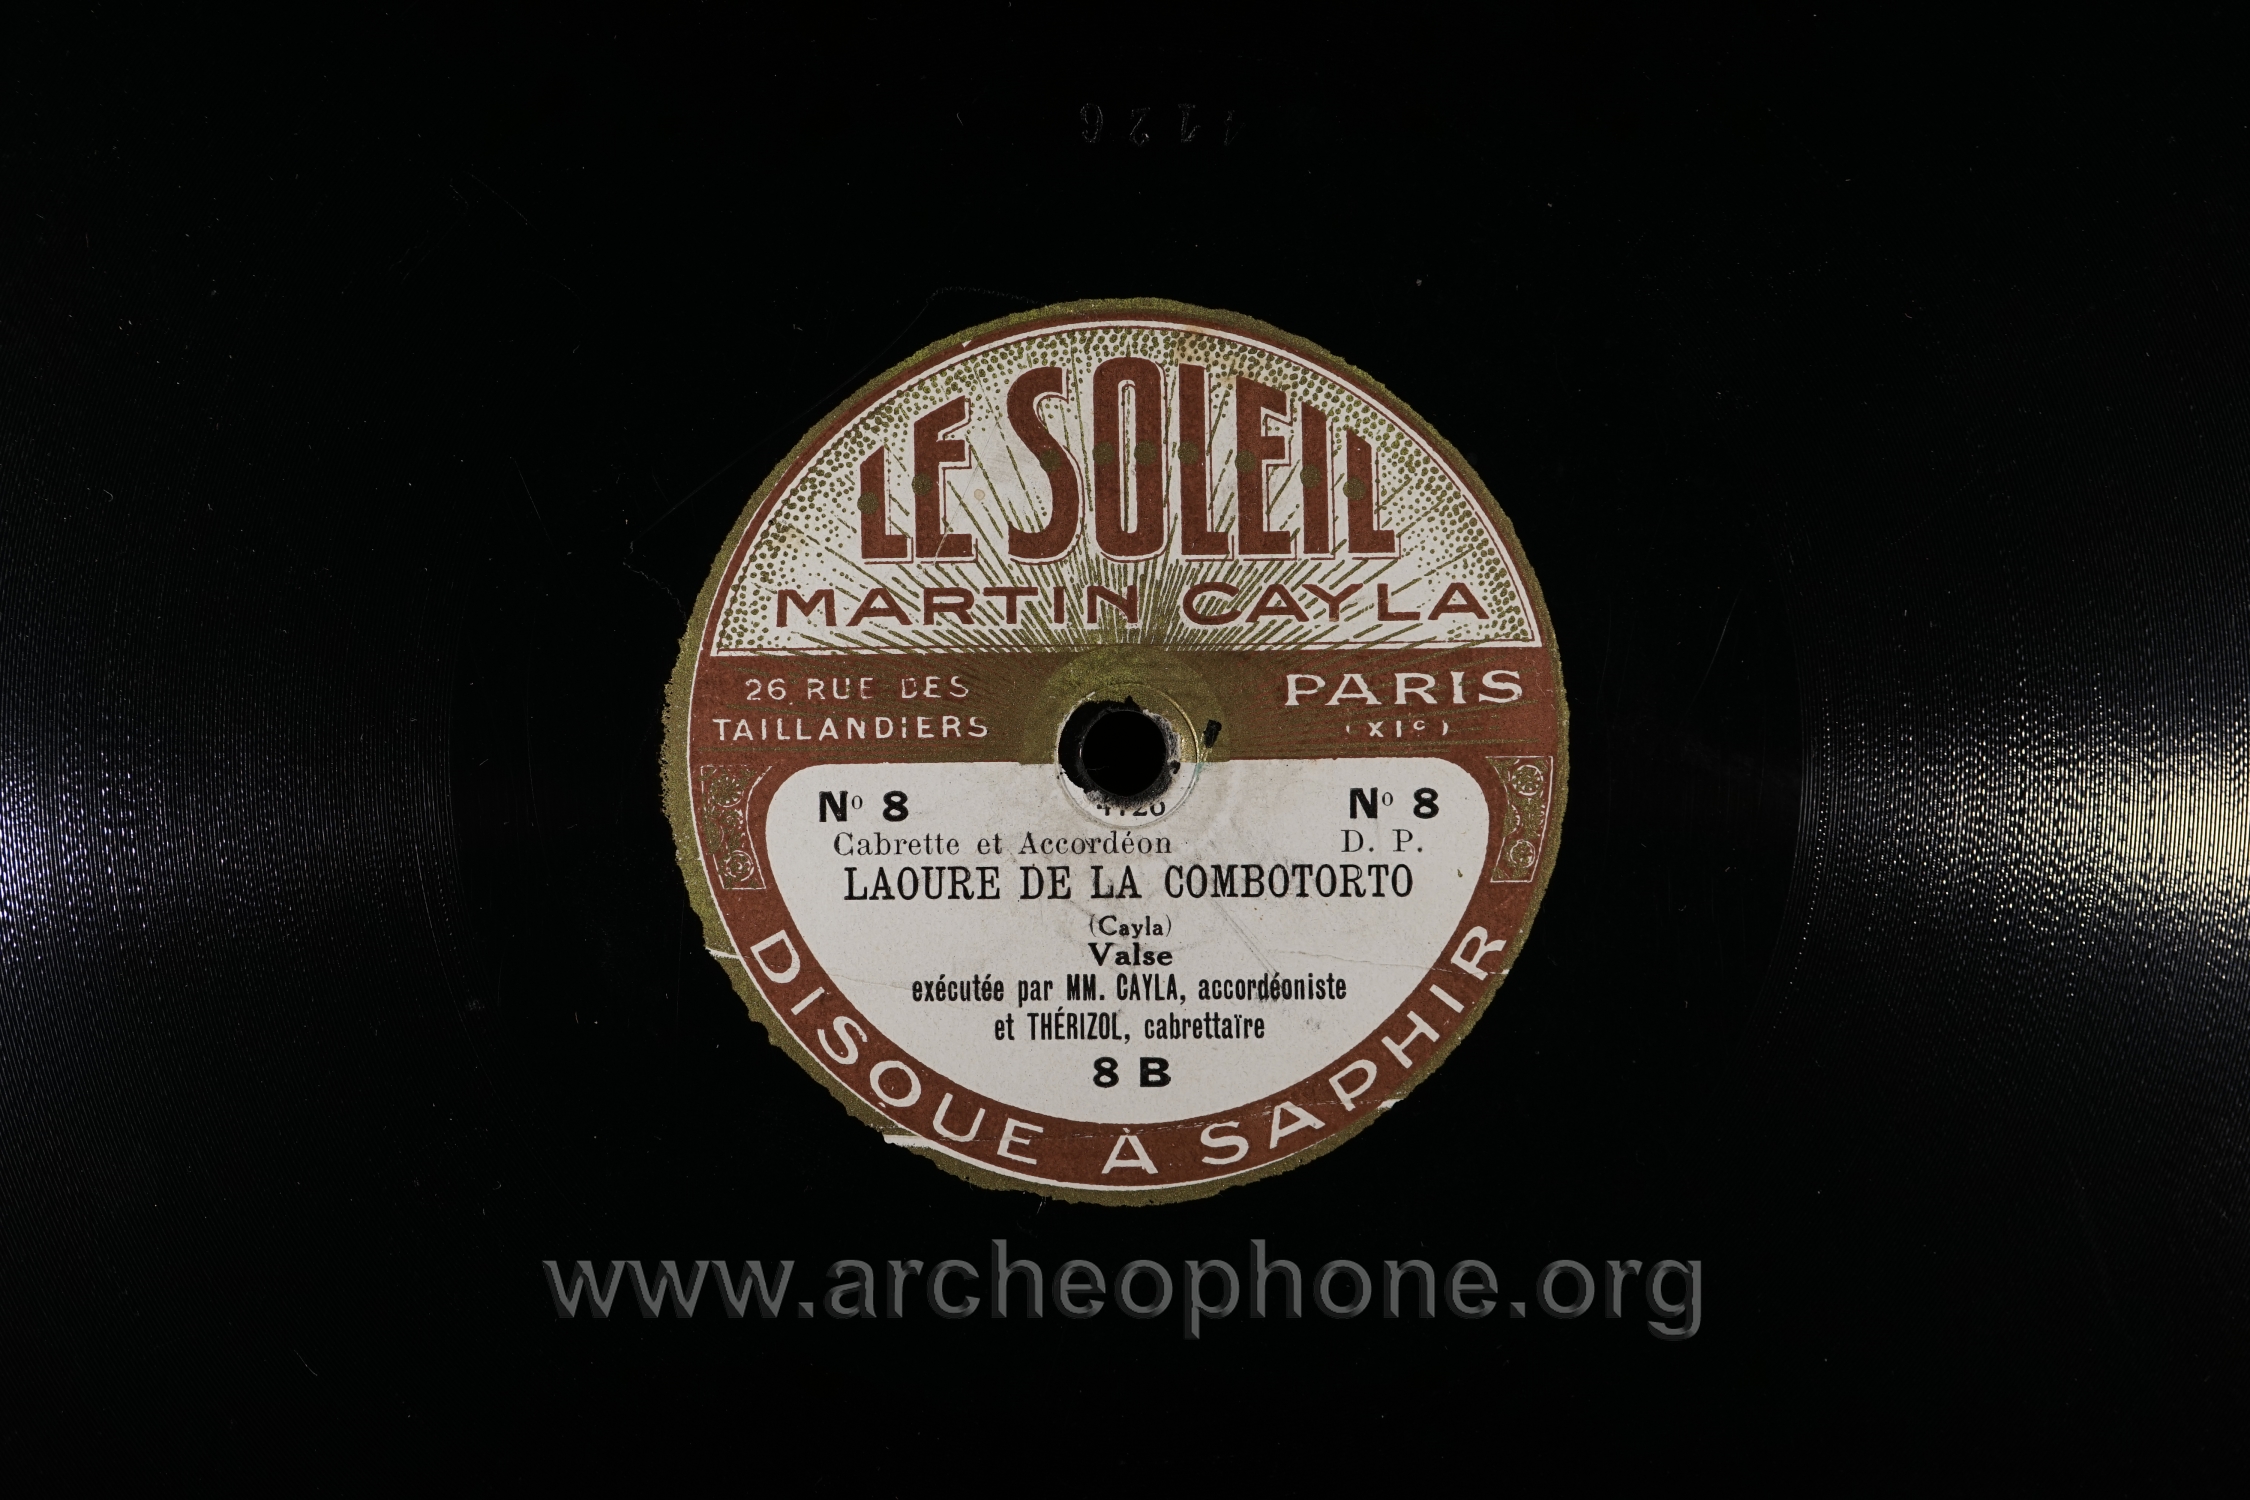 LE SOLEIL
MARTIN CAYLA
26 RUE DES
TAILLANDIERS
PARIS
(XIe)
No 8
No 8
Cabrette et Accordéon
D. P.
LAOURE DE LA COMBOTORTO
(Cayla)
Valse
exécutée par MM. CAYLA, accordéoniste
et THÉRIZOL, cabrettaïre
8 B
DISQUE À SAPHIR
www.archeophone.org